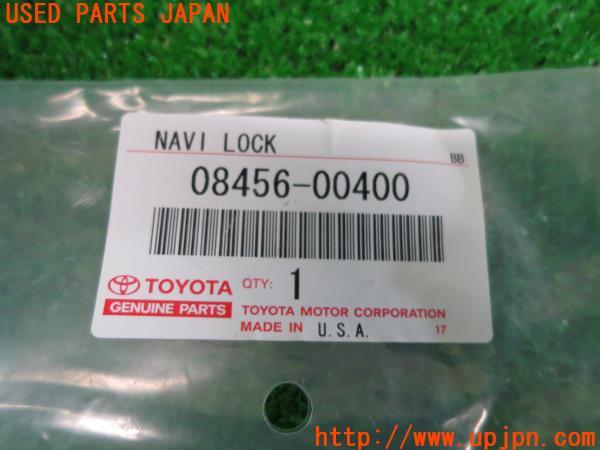 USED PARTS JAPAN
NAVI LOCK
BB
08456-00400
TOYOTA QTY: 1
GENUINE PARTS TOYOTA MOTOR CORPORATION
MADE IN U.S.A. 17
UPJ
http://www.upjpn.com